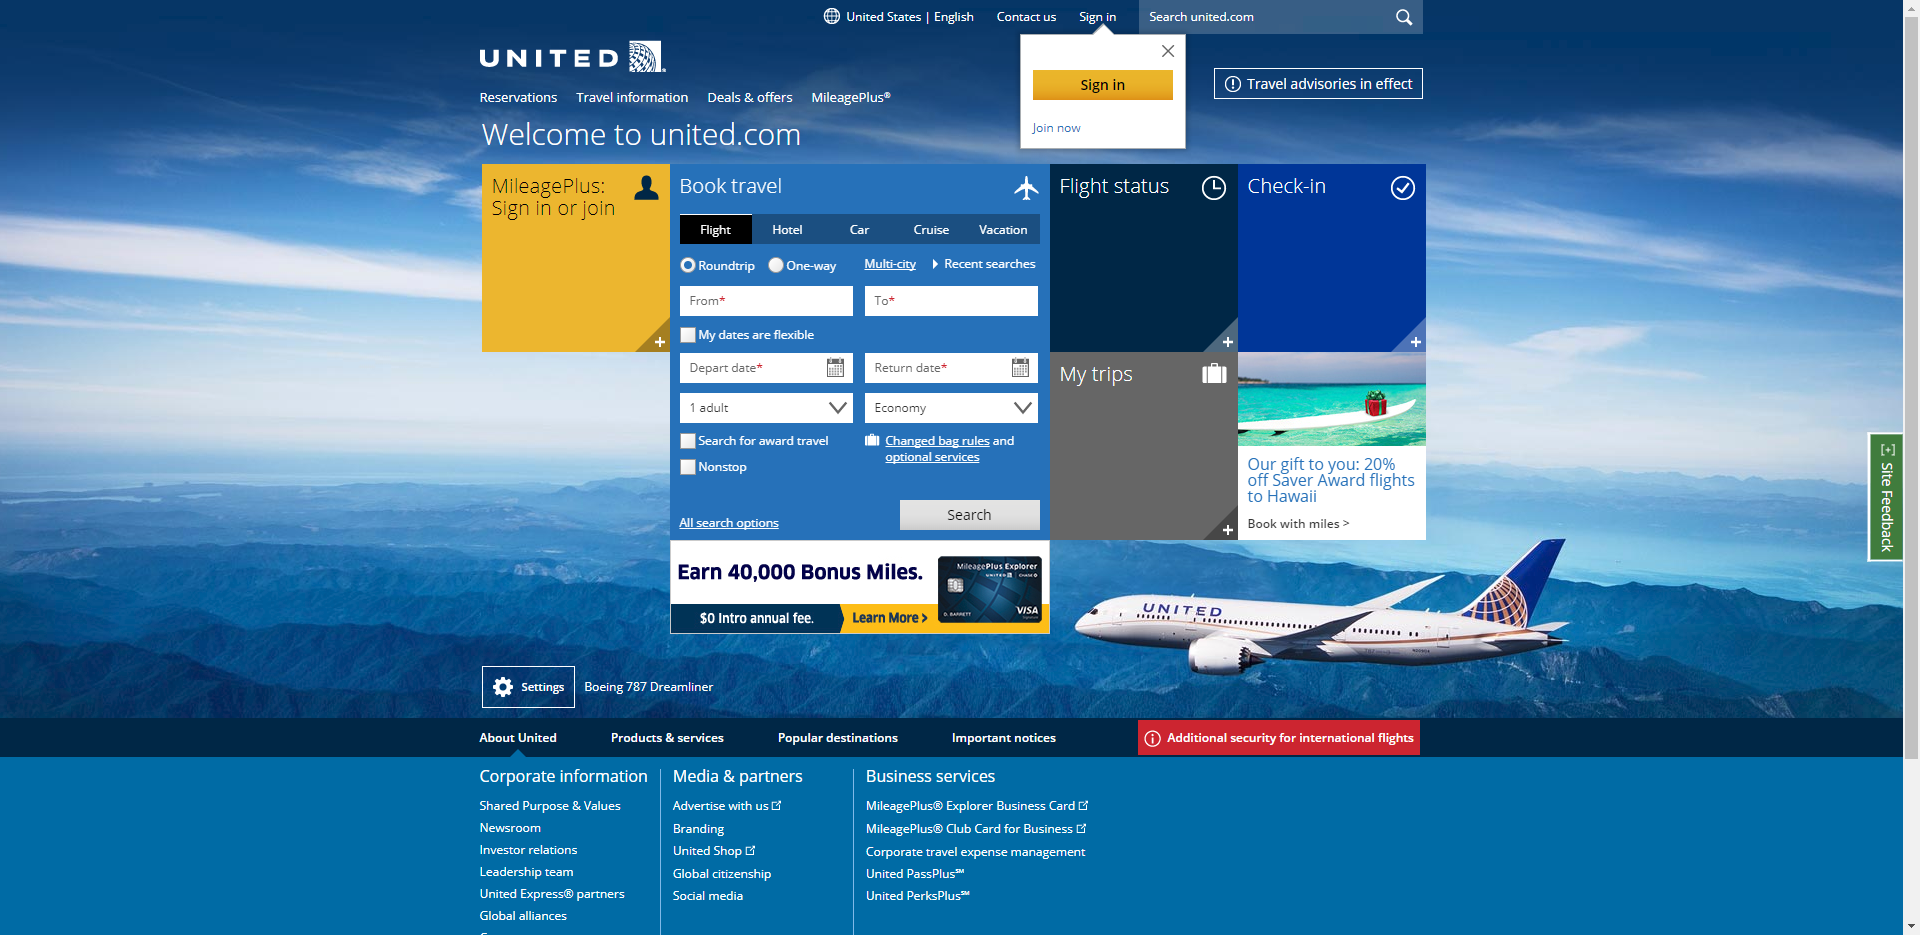 United States | English
Contact us
Sign in
Search united.com
UNITED
Sign in
Join now
Travel advisories in effect
Reservations
Travel information
Deals & offers
MileagePlus®
Welcome to united.com
MileagePlus:
Sign in or join
Book travel
Flight
Hotel
Car
Cruise
Vacation
Roundtrip
One-way
Multi-city
Recent searches
From*
To*
My dates are flexible
Depart date*
Return date*
1 adult
Economy
Search for award travel
Changed bag rules and
optional services
Nonstop
All search options
Search
Flight status
Check-in
My trips
Our gift to you: 20%
off Saver Award flights
to Hawaii
Book with miles >
Site Feedback
Earn 40,000 Bonus Miles.
$0 Intro annual fee.
Learn More >
MileagePlus Explorer
UNITED
CHASE
D. BARRETT
VISA
UNITED
Settings
Boeing 787 Dreamliner
About United
Products & services
Popular destinations
Important notices
Additional security for international flights
Corporate information
Shared Purpose & Values
Newsroom
Investor relations
Leadership team
United Express® partners
Global alliances
Media & partners
Advertise with us
Branding
United Shop
Global citizenship
Social media
Business services
MileagePlus® Explorer Business Card
MileagePlus® Club Card for Business
Corporate travel expense management
United PassPlus℠
United PerksPlus℠